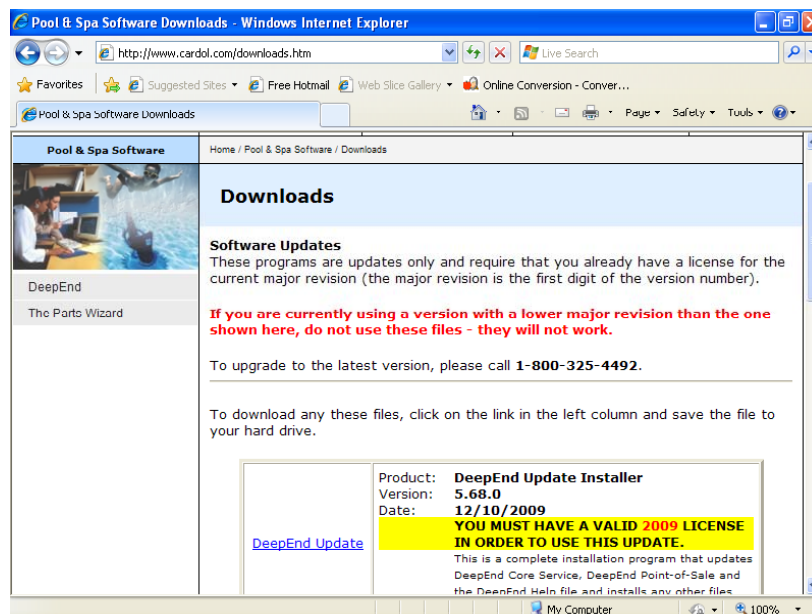 Pool & Spa Software Downloads - Windows Internet Explorer
http://www.cardol.com/downloads.htm
Live Search
Favorites
Suggested Sites
Free Hotmail
Web Slice Gallery
Online Conversion - Conver...
Pool & Spa Software Downloads
Page
Safety
Tools
Pool & Spa Software
Home / Pool & Spa Software / Downloads
Downloads
DeepEnd
The Parts Wizard
Software Updates
These programs are updates only and require that you already have a license for the
current major revision (the major revision is the first digit of the version number).
If you are currently using a version with a lower major revision than the one
shown here, do not use these files - they will not work.
To upgrade to the latest version, please call 1-800-325-4492.
To download any these files, click on the link in the left column and save the file to
your hard drive.
DeepEnd Update
Product: DeepEnd Update Installer
Version: 5.68.0
Date: 12/10/2009
YOU MUST HAVE A VALID 2009 LICENSE
IN ORDER TO USE THIS UPDATE.
This is a complete installation program that updates
DeepEnd Core Service, DeepEnd Point-of-Sale and
the DeepEnd Help file and installs any other files
My Computer
100%